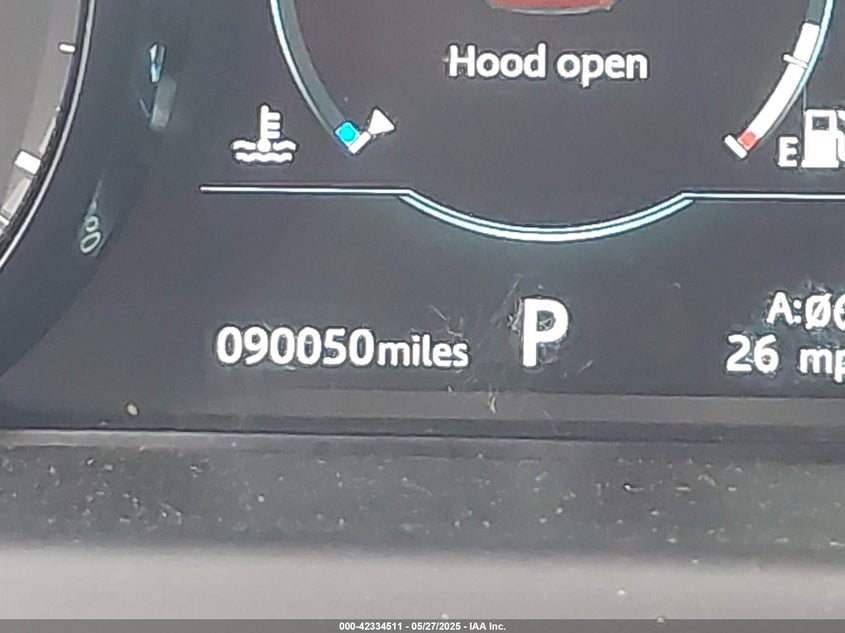 Hood open
E
090050miles
P
26 mp
000-42334511 - 05/27/2025 - IAA Inc.